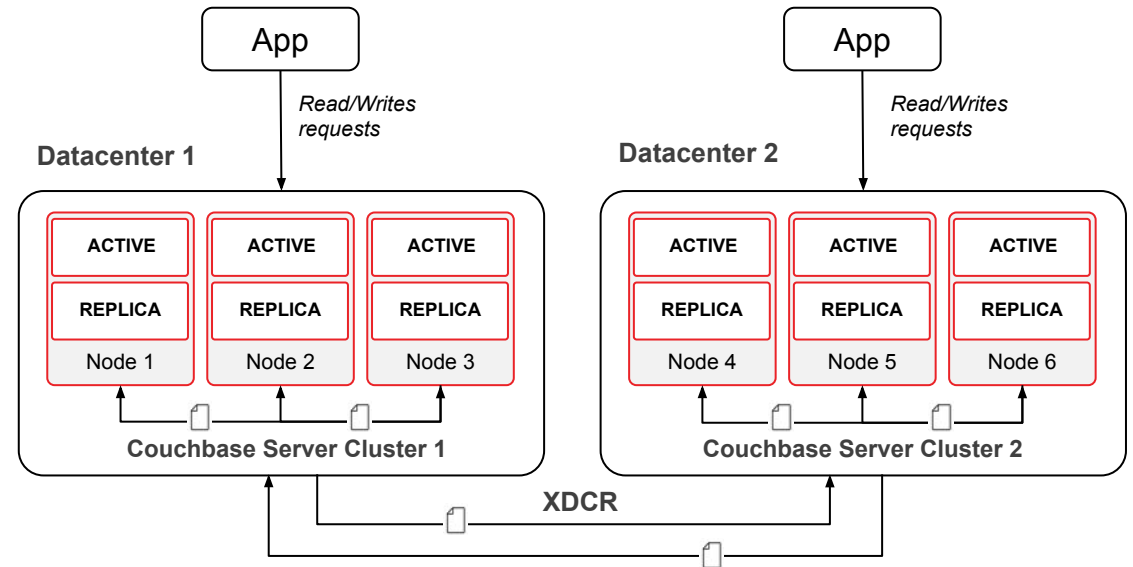 App
App
Read/Writes
requests
Read/Writes
requests
Datacenter 1
Datacenter 2
ACTIVE
ACTIVE
ACTIVE
ACTIVE
ACTIVE
ACTIVE
REPLICA
REPLICA
REPLICA
REPLICA
REPLICA
REPLICA
Node 1
Node 2
Node 3
Node 4
Node 5
Node 6
Couchbase Server Cluster 1
Couchbase Server Cluster 2
XDCR